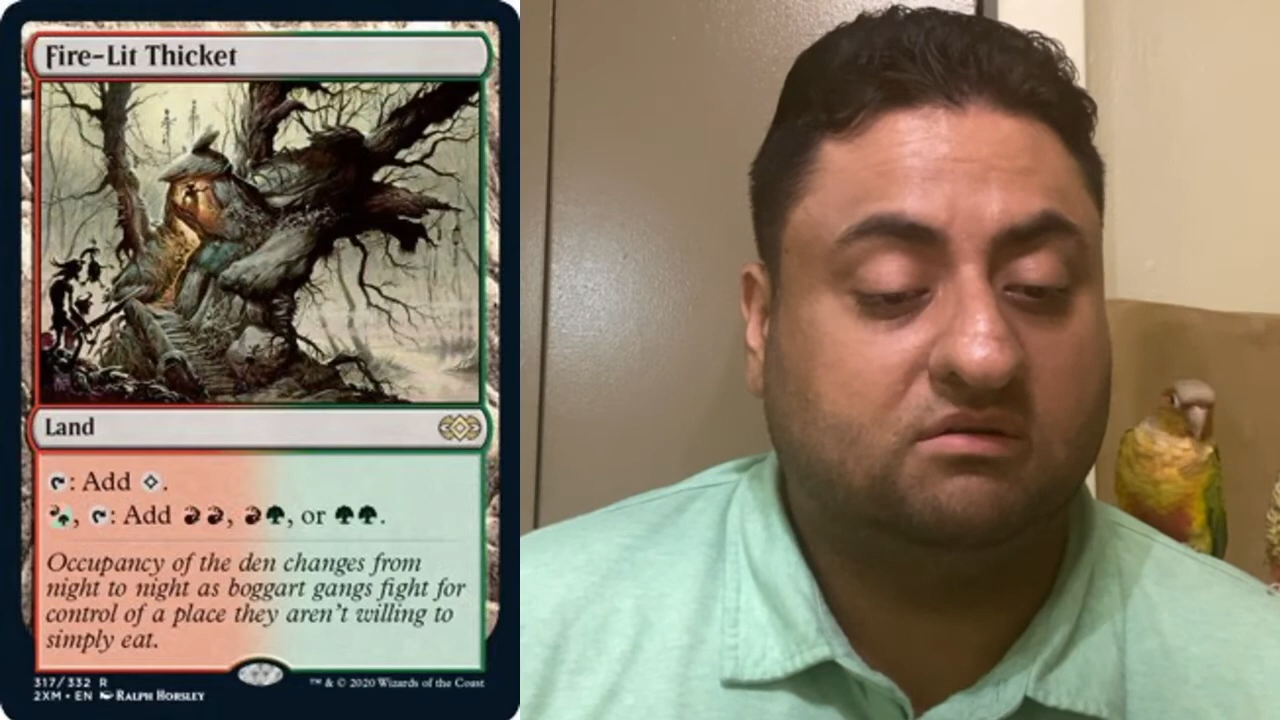 Fire-Lit Thicket
Land
: Add .
, : Add , , or .
Occupancy of the den changes from
night to night as boggart gangs fight for
control of a place they aren't willing to
simply eat.
317/332 R
2XM • EN RALPH HORSLEY
™ & © 2020 Wizards of the Coast